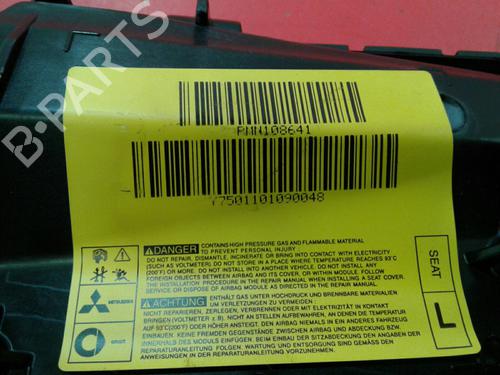 B-PARTS
PMN108641
Y7501101090048
DANGER
CONTAINS HIGH PRESSURE GAS AND FLAMMABLE MATERIAL
TO PREVENT PERSONAL INJURY :
DO NOT REPAIR, DISMANTLE, INCINERATE OR BRING INTO CONTACT WITH ELECTRICITY
(SUCH AS VOLTMETER). DO NOT STORE IN A PLACE WHERE TEMPERATURE REACHES 93°C
(200°F) OR MORE. DO NOT INSTALL INTO ANOTHER VEHICLE. DO NOT LEAVE ANY
FOREIGN OBJECTS BETWEEN THE AIRBAG AND ITS COVER, OR WITHIN MODULE. FOLLOW
THE INSTALLATION PROCEDURE IN REPAIR MANUAL WHEN A SEAT IS INSTALLED.
SERVICE OR DISPOSE OF AIRBAG MODULE AS DIRECTED IN THE REPAIR MANUAL.
MITSUBISHI
ACHTUNG
ENTHÄLT GAS UNTER HOCHDRUCK UND BRENNBARE MATERIALIEN
UM VERLETZUNGEN ZU VERMEIDEN:
NICHT REPARIEREN, ZERLEGEN, VERBRENNEN ODER MIT ELEKTRIZITÄT IN KONTAKT
BRINGEN (VOLTMETER z. B). NICHT AN STELLEN AUFBEWAHREN, AN DENEN DIE TEMPERATUR
AUF 93°C(200°F) ODER HÖHER ANSTEIGT. DEN AIRBAG NIEMALS IN EIN ANDERES FAHRZEUG
EINBAUEN. KEINE FREMDEN GEGENSTÄNDE ZWISCHEN AIRBAG UND ABDECKUNG BZW.
INNERHALB DES MODULS EINFÜGEN. BEIM EINBAU DER SITZABDECKUNG DEN ANGABEN DER
REPARATURANLEITUNG FOLGEN. WARTUNG UND ENTSORGUNG SIND GEMÄSS DEN
ANWEISUNGEN IN DER REPARATURANLEITUNG VORZUNEHMEN.
smart
SEAT
L